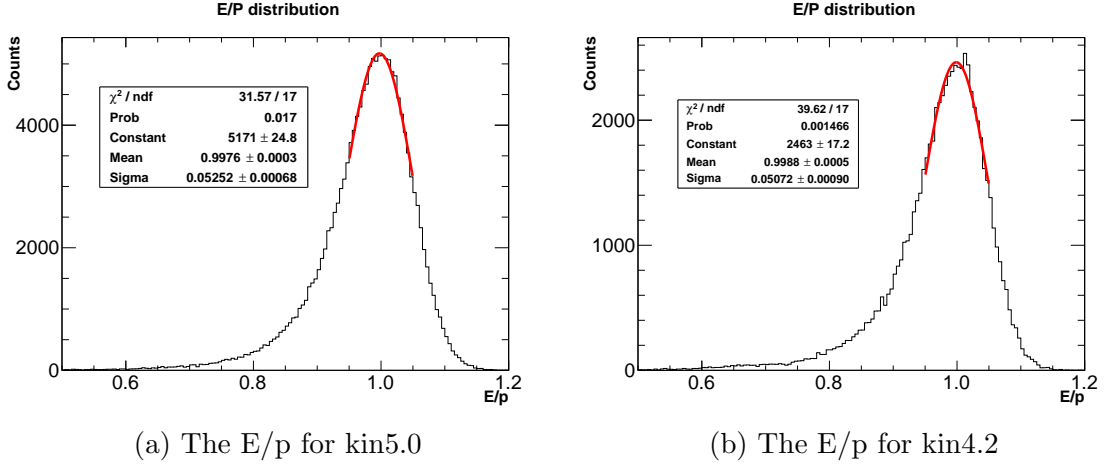 E/P distribution
Counts
χ² / ndf 31.57 / 17
Prob 0.017
Constant 5171 ± 24.8
Mean 0.9976 ± 0.0003
Sigma 0.05252 ± 0.00068
4000
2000
0
0.6 0.8 1.0 1.2
E/p
(a) The E/p for kin5.0
E/P distribution
Counts
χ² / ndf 39.62 / 17
Prob 0.001466
Constant 2463 ± 17.2
Mean 0.9988 ± 0.0005
Sigma 0.05072 ± 0.00090
2000
1000
0
0.6 0.8 1.0 1.2
E/p
(b) The E/p for kin4.2